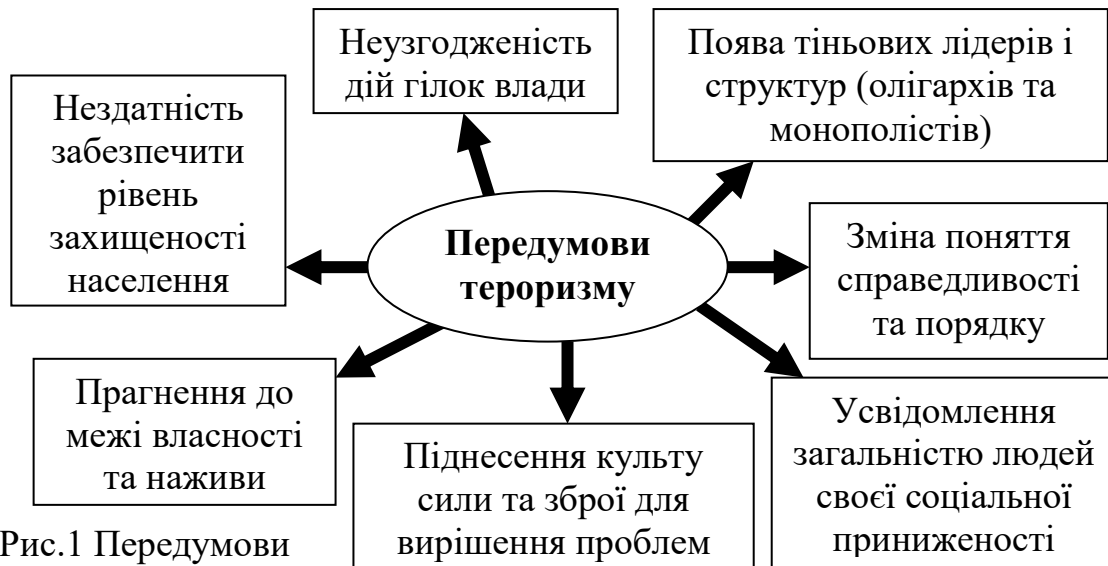 Неузгодженість
дій гілок влади
Поява тіньових лідерів і
структур (олігархів та
монополістів)
Нездатність
забезпечити
рівень
захищеності
населення
Передумови
тероризму
Зміна поняття
справедливості
та порядку
Прагнення до
межі власності
та наживи
Піднесення культу
сили та зброї для
вирішення проблем
Усвідомлення
загальністю людей
своєї соціальної
приниженості
Рис.1 Передумови